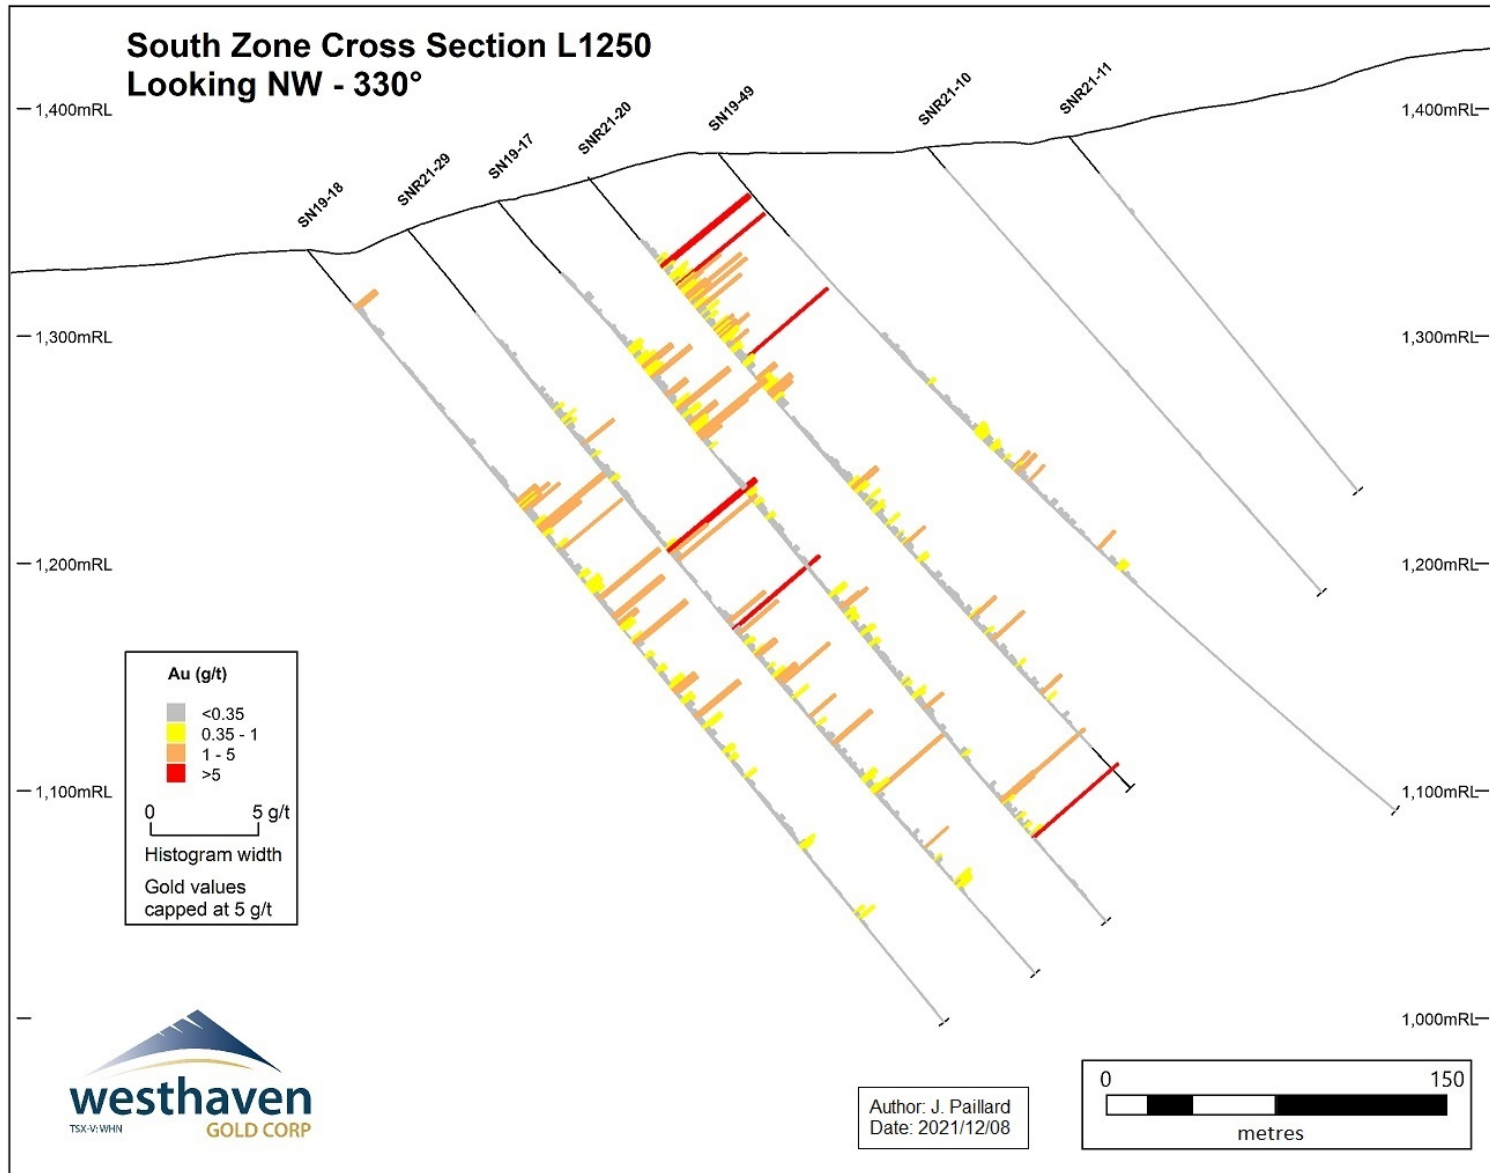 South Zone Cross Section L1250
Looking NW - 330°
1,400mRL
1,400mRL
SN19-18
SNR21-29
SN19-17
SNR21-20
SN19-49
SNR21-10
SNR21-11
1,300mRL
1,300mRL
1,200mRL
1,200mRL
1,100mRL
1,100mRL
1,000mRL
Au (g/t)
<0.35
0.35 - 1
1 - 5
>5
0 5 g/t
Histogram width
Gold values
capped at 5 g/t
westhaven
TSX-V: WHN GOLD CORP
Author: J. Paillard
Date: 2021/12/08
0 150
metres